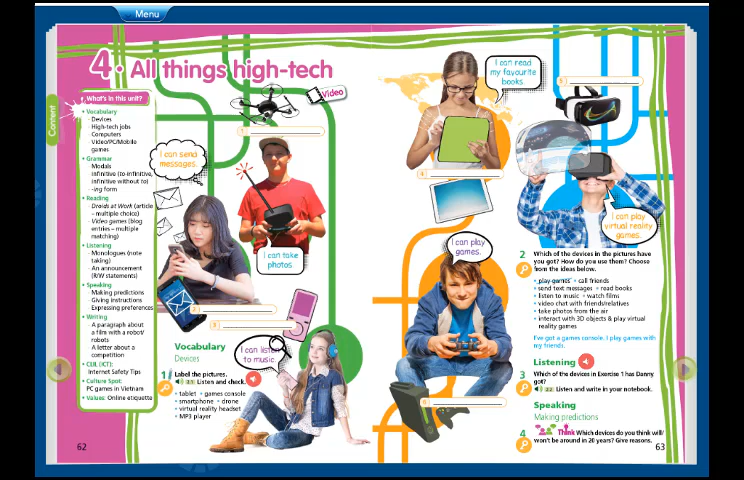 Menu
Content
4. All things high-tech
What's in this unit?
• Vocabulary
- Devices
High-tech jobs
Computers
Video/PC/Mobile
games
• Grammar
- Modals
- Infinitive (to-infinitive,
infinitive without to)
- -ing form
• Reading
- Droids at Work (article
– multiple choice)
- Video games (blog
entries – multiple
matching)
• Listening
- Monologues (note
taking)
- An announcement
(R/W statements)
• Speaking
- Making predictions
- Giving instructions
- Expressing preferences
• Writing
- A paragraph about
a film with a robot/
robots
- A letter about a
competition
• CLIL (ICT):
Internet Safety Tips
• Culture Spot:
PC games in Vietnam
• Values: Online etiquette
Video
1
I can send
messages.
I can take
photos
2
3
I can listen
to music.
Vocabulary
Devices
1 Label the pictures.
2.1 Listen and check.
• tablet • games console
• smartphone • drone
• virtual reality headset
• MP3 player
62
I can read
my favourite
books.
4
5
I can play
virtual reality
games.
I can play
games.
6
2 Which of the devices in the pictures have
you got? How do you use them? Choose
from the ideas below.
• play games • call friends
• send text messages • read books
• listen to music • watch films
• video chat with friends/relatives
• take photos from the air
• interact with 3D objects & play virtual
reality games
I've got a games console. I play games with
my friends.
Listening
3 Which of the devices in Exercise 1 has Danny
got?
2.2 Listen and write in your notebook.
Speaking
Making predictions
4 Think Which devices do you think will/
won't be around in 20 years? Give reasons.
63